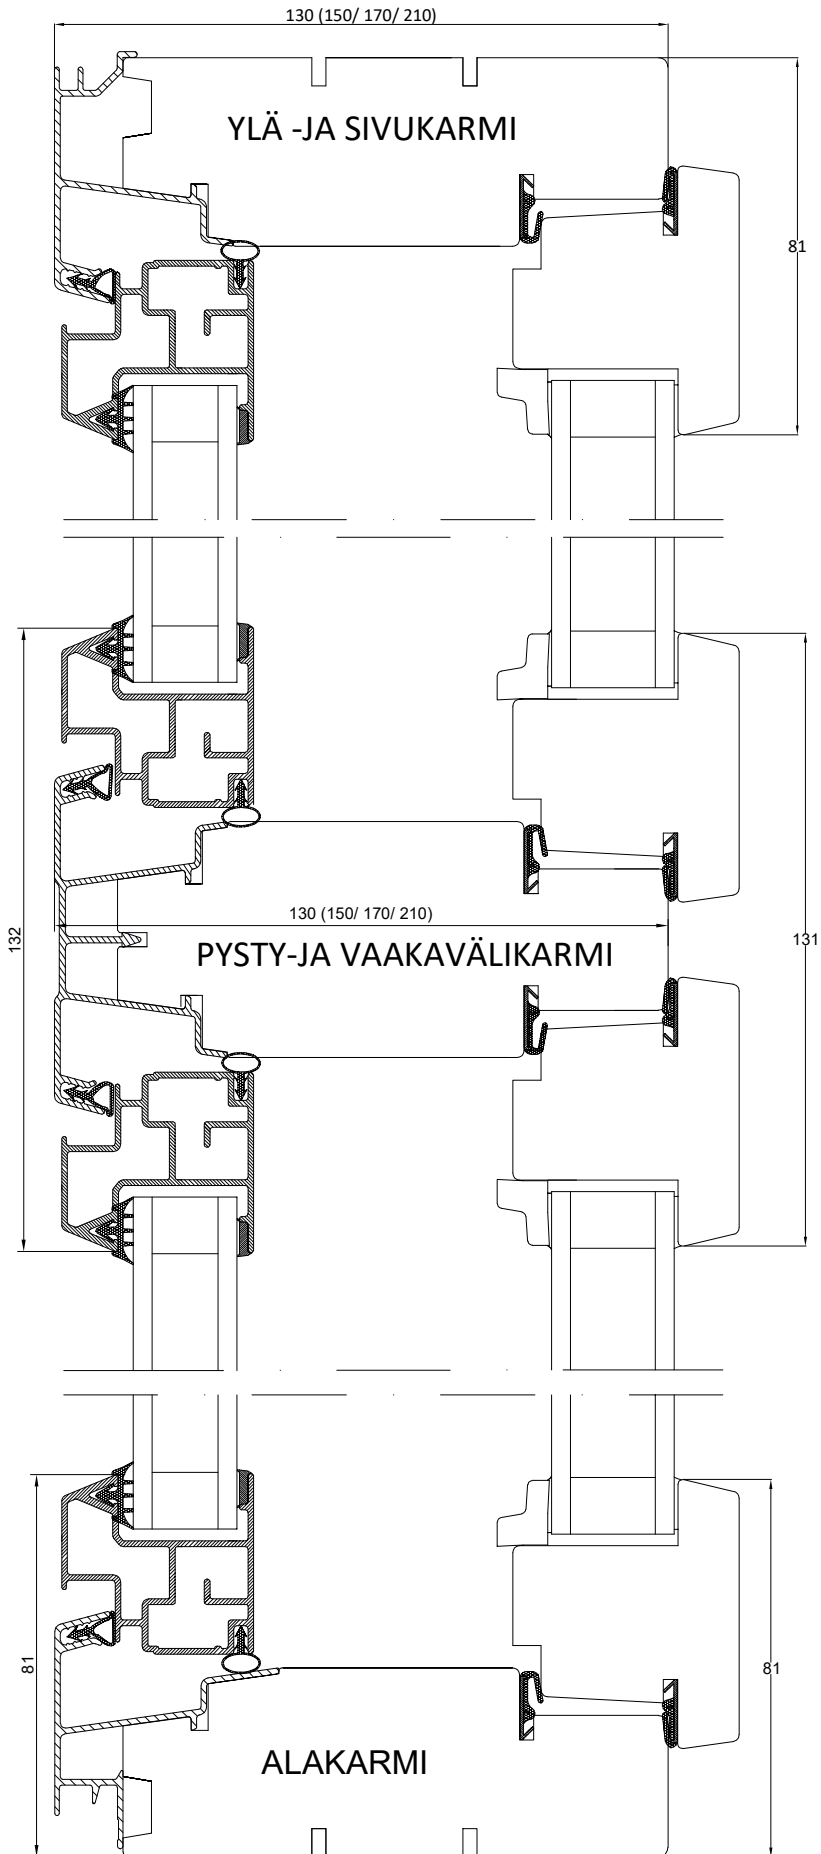 130 (150/ 170/ 210)
YLÄ -JA SIVUKARMI
81
130 (150/ 170/ 210)
132
131
PYSTY-JA VAAKAVÄLIKARMI
81
81
ALAKARMI